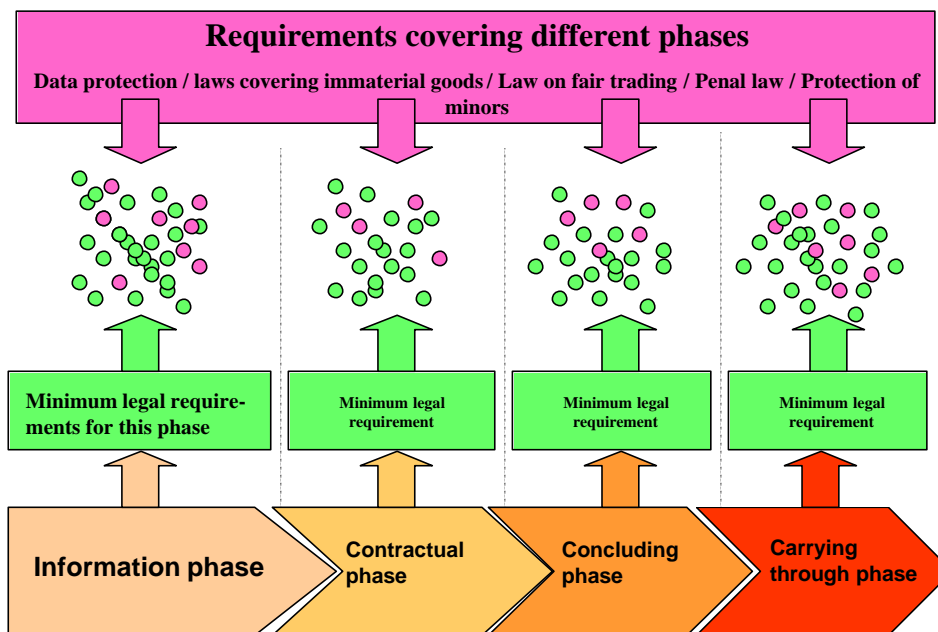 Requirements covering different phases
Data protection / laws covering immaterial goods / Law on fair trading / Penal law / Protection of
minors
Minimum legal require-
ments for this phase
Minimum legal
requirement
Minimum legal
requirement
Minimum legal
requirement
Information phase
Contractual
phase
Concluding
phase
Carrying
through phase